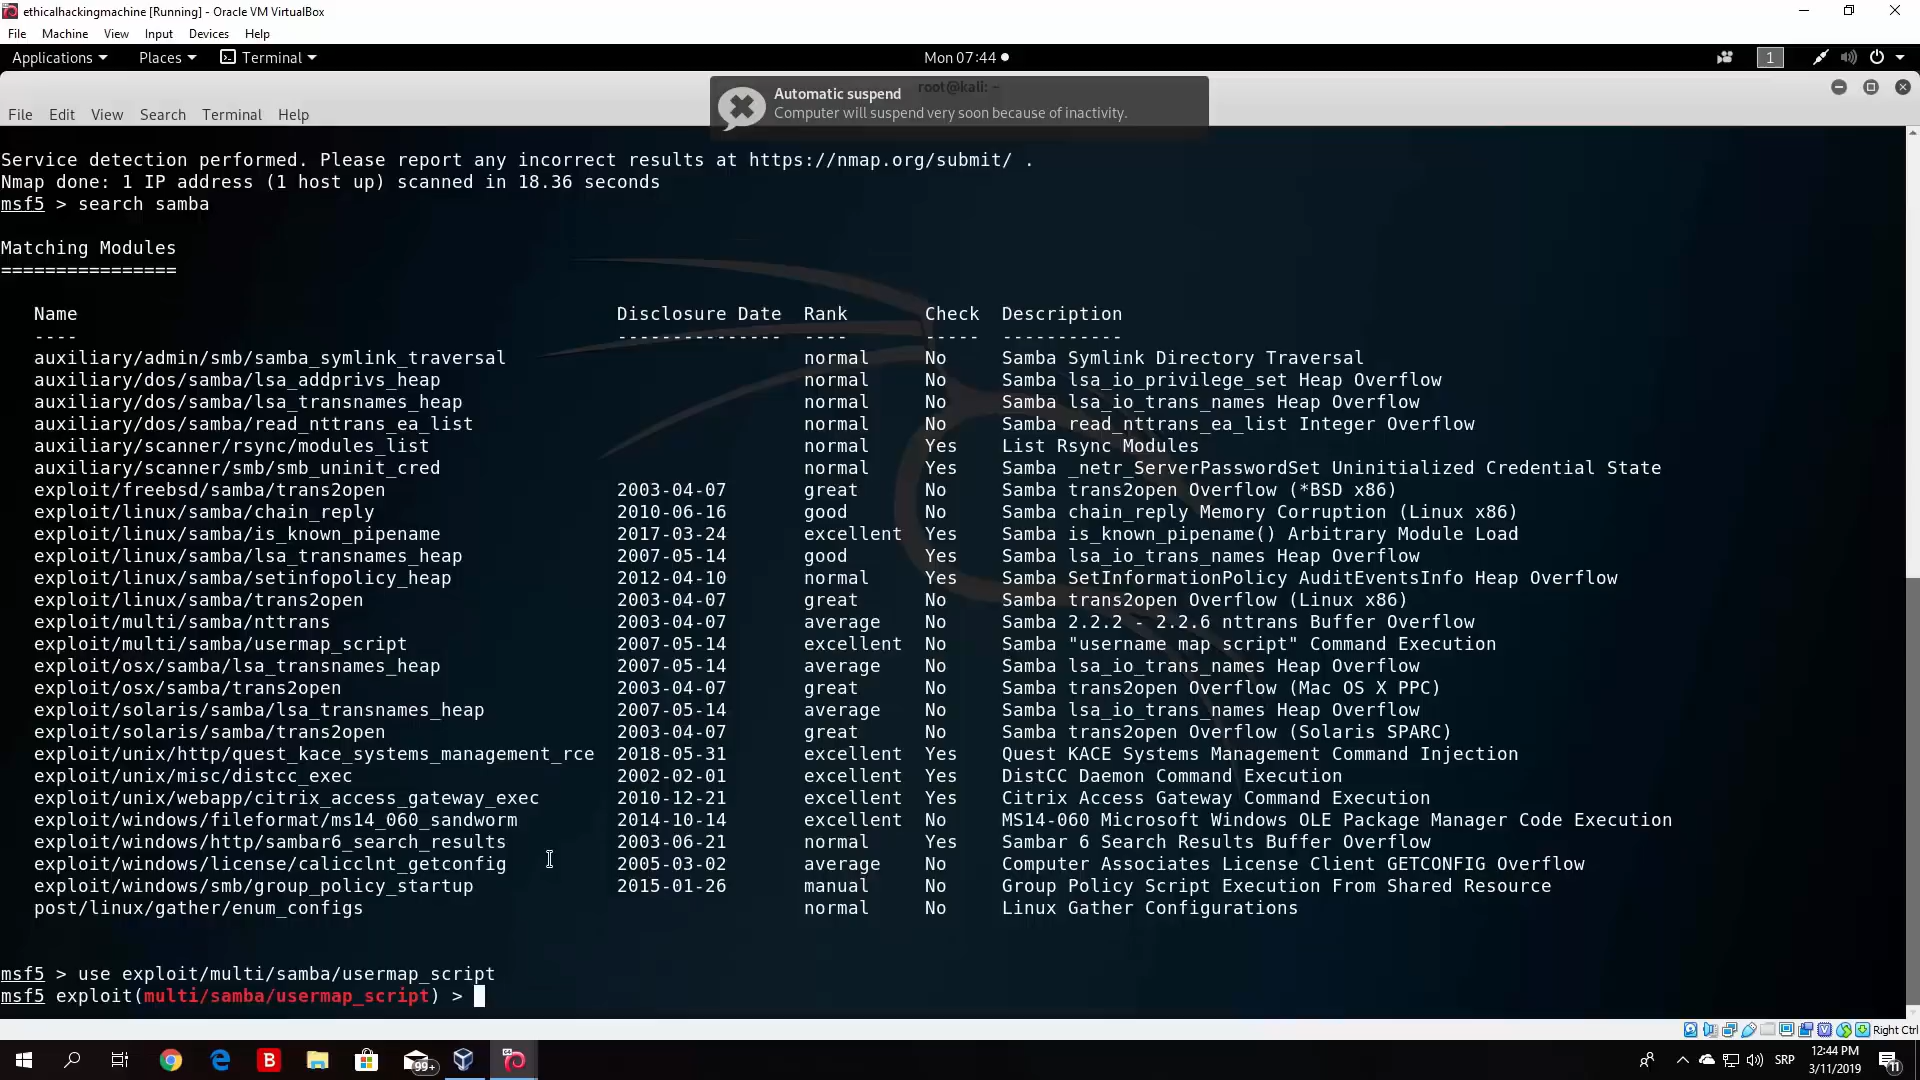 ethicalhackingmachine [Running] - Oracle VM VirtualBox
File Machine View Input Devices Help
Applications Places Terminal Mon 07:44 1
root@kali: ~
Automatic suspend
Computer will suspend very soon because of inactivity.
File Edit View Search Terminal Help
Service detection performed. Please report any incorrect results at https://nmap.org/submit/ .
Nmap done: 1 IP address (1 host up) scanned in 18.36 seconds
msf5 > search samba
Matching Modules
================
Name Disclosure Date Rank Check Description
---- --------------- ---- ----- -----------
auxiliary/admin/smb/samba_symlink_traversal normal No Samba Symlink Directory Traversal
auxiliary/dos/samba/lsa_addprivs_heap normal No Samba lsa_io_privilege_set Heap Overflow
auxiliary/dos/samba/lsa_transnames_heap normal No Samba lsa_io_trans_names Heap Overflow
auxiliary/dos/samba/read_nttrans_ea_list normal No Samba read_nttrans_ea_list Integer Overflow
auxiliary/scanner/rsync/modules_list normal Yes List Rsync Modules
auxiliary/scanner/smb/smb_uninit_cred normal Yes Samba _netr_ServerPasswordSet Uninitialized Credential State
exploit/freebsd/samba/trans2open 2003-04-07 great No Samba trans2open Overflow (*BSD x86)
exploit/linux/samba/chain_reply 2010-06-16 good No Samba chain_reply Memory Corruption (Linux x86)
exploit/linux/samba/is_known_pipename 2017-03-24 excellent Yes Samba is_known_pipename() Arbitrary Module Load
exploit/linux/samba/lsa_transnames_heap 2007-05-14 good Yes Samba lsa_io_trans_names Heap Overflow
exploit/linux/samba/setinfopolicy_heap 2012-04-10 normal Yes Samba SetInformationPolicy AuditEventsInfo Heap Overflow
exploit/linux/samba/trans2open 2003-04-07 great No Samba trans2open Overflow (Linux x86)
exploit/multi/samba/nttrans 2003-04-07 average No Samba 2.2.2 - 2.2.6 nttrans Buffer Overflow
exploit/multi/samba/usermap_script 2007-05-14 excellent No Samba "username map script" Command Execution
exploit/osx/samba/lsa_transnames_heap 2007-05-14 average No Samba lsa_io_trans_names Heap Overflow
exploit/osx/samba/trans2open 2003-04-07 great No Samba trans2open Overflow (Mac OS X PPC)
exploit/solaris/samba/lsa_transnames_heap 2007-05-14 average No Samba lsa_io_trans_names Heap Overflow
exploit/solaris/samba/trans2open 2003-04-07 great No Samba trans2open Overflow (Solaris SPARC)
exploit/unix/http/quest_kace_systems_management_rce 2018-05-31 excellent Yes Quest KACE Systems Management Command Injection
exploit/unix/misc/distcc_exec 2002-02-01 excellent Yes DistCC Daemon Command Execution
exploit/unix/webapp/citrix_access_gateway_exec 2010-12-21 excellent Yes Citrix Access Gateway Command Execution
exploit/windows/fileformat/ms14_060_sandworm 2014-10-14 excellent No MS14-060 Microsoft Windows OLE Package Manager Code Execution
exploit/windows/http/sambar6_search_results 2003-06-21 normal Yes Sambar 6 Search Results Buffer Overflow
exploit/windows/license/calicclnt_getconfig 2005-03-02 average No Computer Associates License Client GETCONFIG Overflow
exploit/windows/smb/group_policy_startup 2015-01-26 manual No Group Policy Script Execution From Shared Resource
post/linux/gather/enum_configs normal No Linux Gather Configurations
msf5 > use exploit/multi/samba/usermap_script
msf5 exploit(multi/samba/usermap_script) >
Right Ctrl
B 99+ SRP 12:44 PM
3/11/2019 11